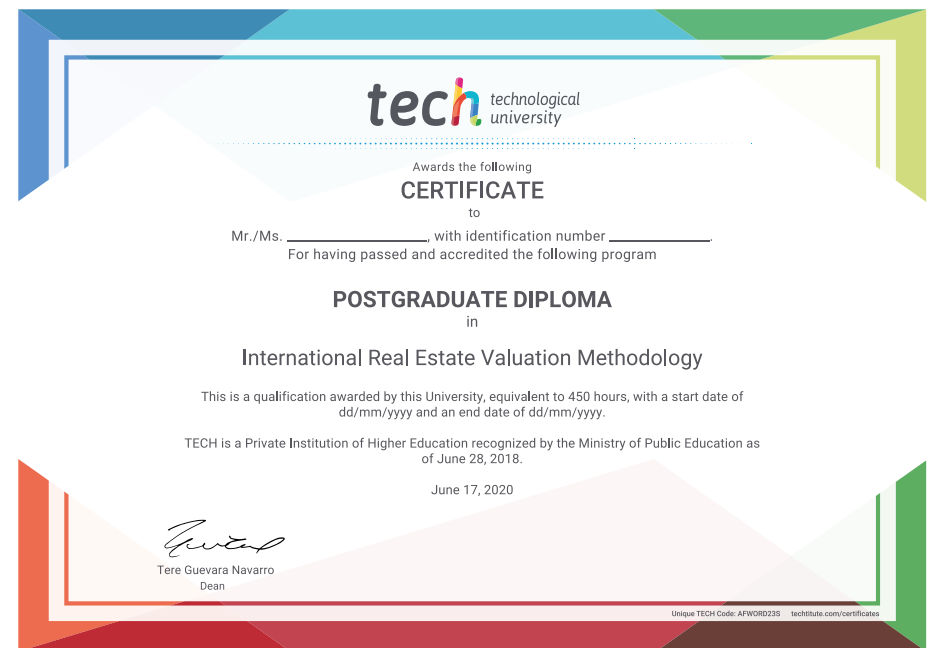 tech technological
university
Awards the following
CERTIFICATE
to
Mr./Ms. ____________________, with identification number ______________.
For having passed and accredited the following program
POSTGRADUATE DIPLOMA
in
International Real Estate Valuation Methodology
This is a qualification awarded by this University, equivalent to 450 hours, with a start date of
dd/mm/yyyy and an end date of dd/mm/yyyy.
TECH is a Private Institution of Higher Education recognized by the Ministry of Public Education as
of June 28, 2018.
June 17, 2020
Tere Guevara Navarro
Dean
Unique TECH Code: AFWORD23S techtitute.com/certificates